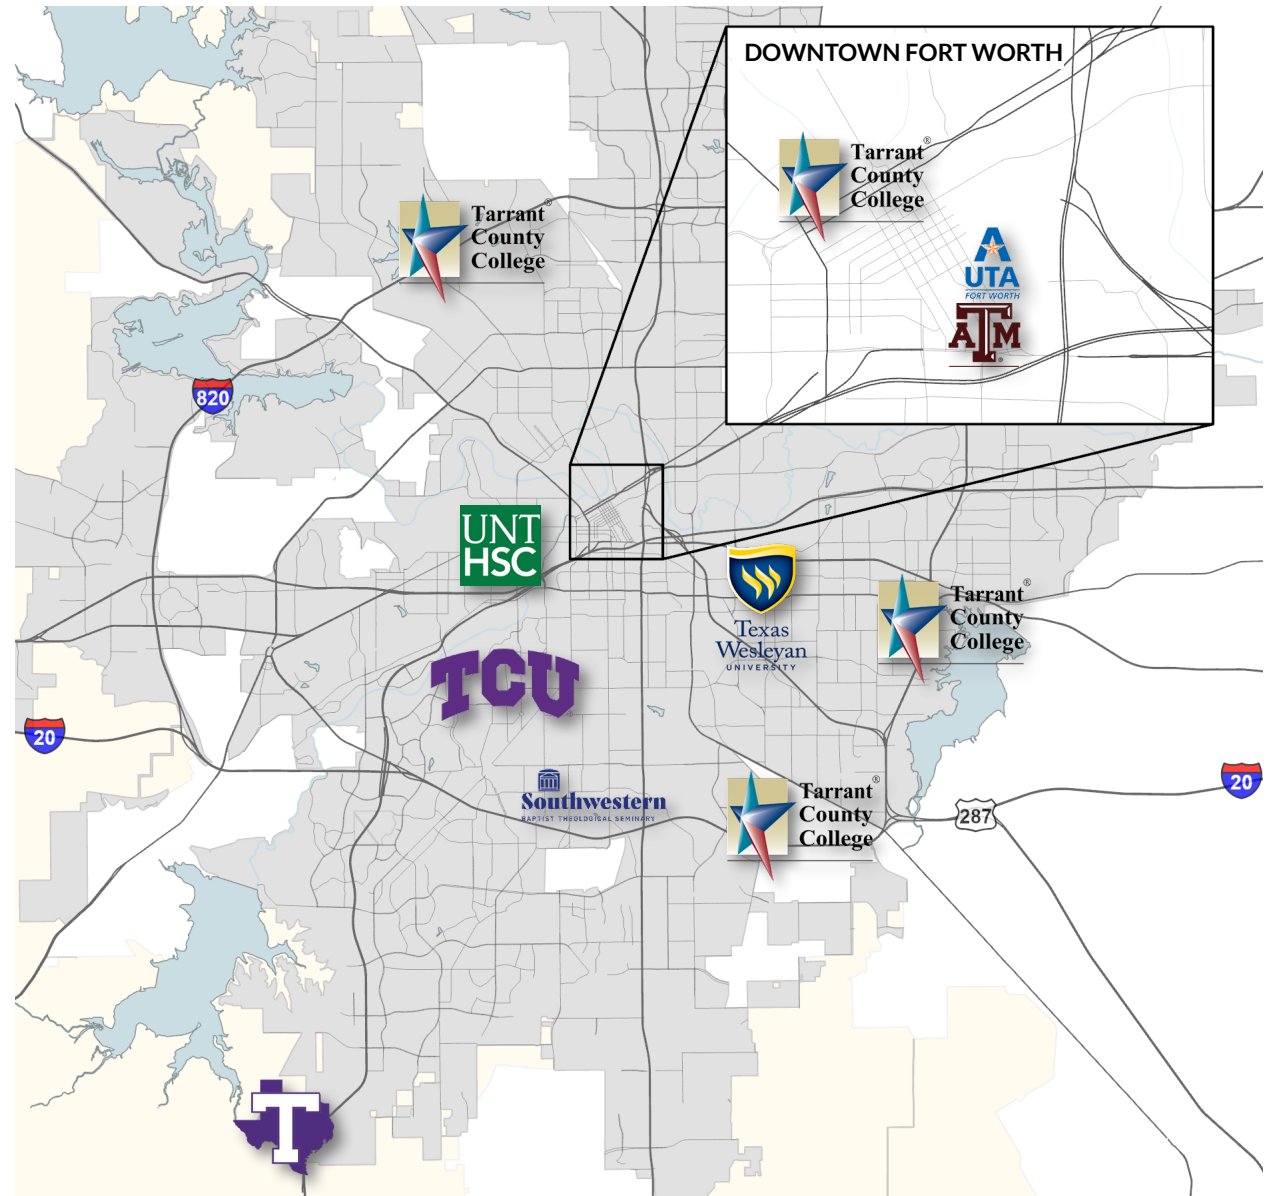 DOWNTOWN FORT WORTH
Tarrant®
County
College
A
UTA
FORT WORTH
ATM
Tarrant®
County
College
820
UNT
HSC
Texas
Wesleyan
UNIVERSITY
Tarrant®
County
College
TCU
20
Southwestern
BAPTIST THEOLOGICAL SEMINARY
Tarrant®
County
College
287
20
T